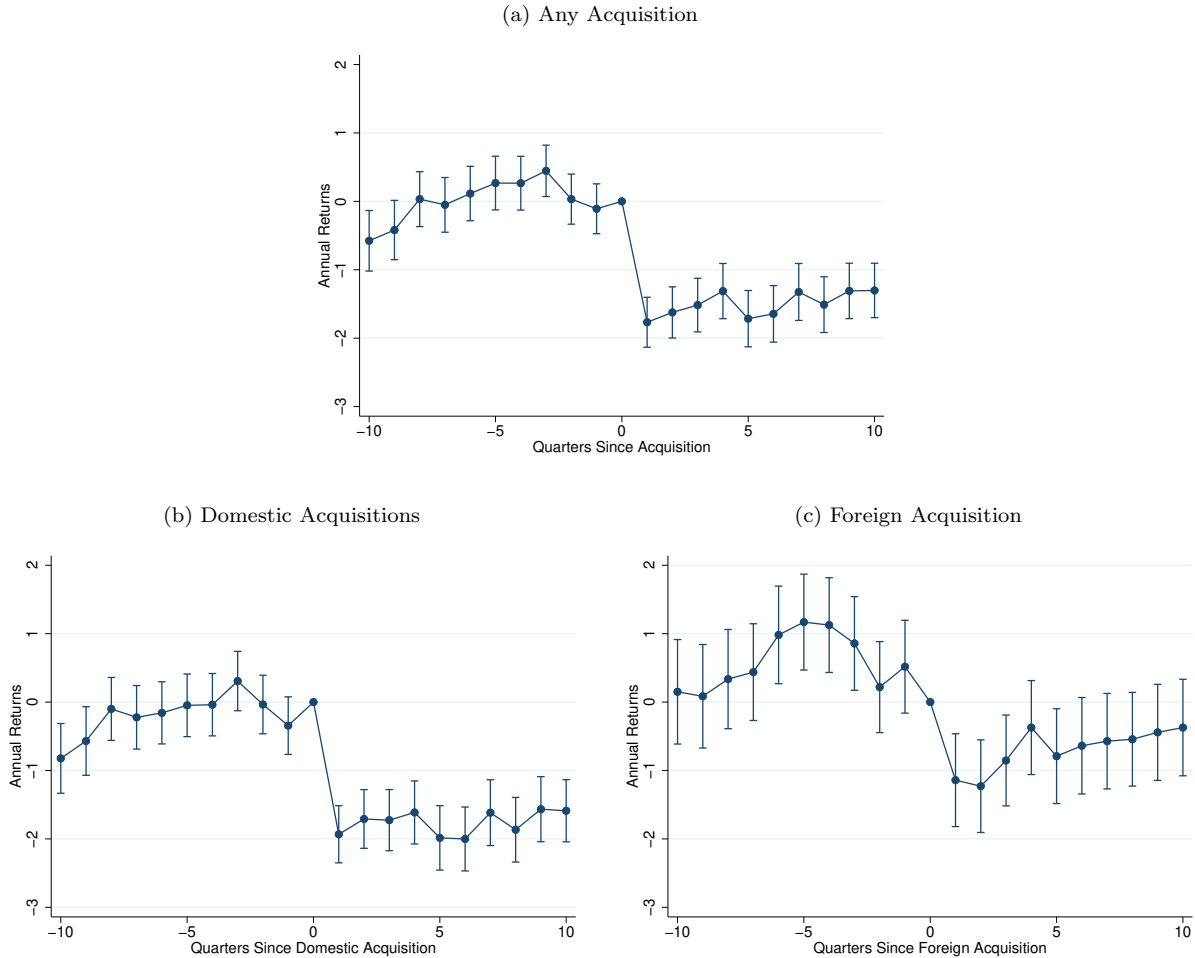 (a) Any Acquisition
Annual Returns
2
1
0
−1
−2
−3
−10 −5 0 5 10
Quarters Since Acquisition
(b) Domestic Acquisitions
Annual Returns
2
1
0
−1
−2
−3
−10 −5 0 5 10
Quarters Since Domestic Acquisition
(c) Foreign Acquisition
Annual Returns
2
1
0
−1
−2
−3
−10 −5 0 5 10
Quarters Since Foreign Acquisition